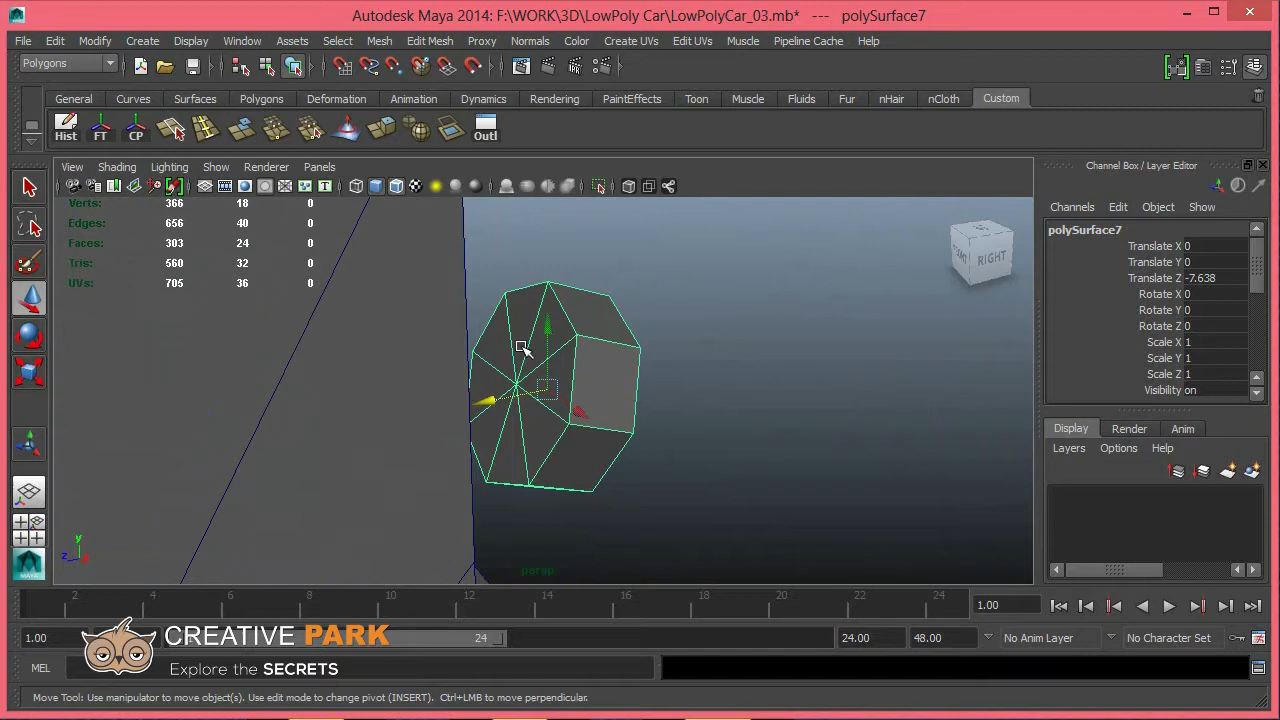 Autodesk Maya 2014: F:\WORK\3D\LowPoly Car\LowPolyCar_03.mb* --- polySurface7
File Edit Modify Create Display Window Assets Select Mesh Edit Mesh Proxy Normals Color Create UVs Edit UVs Muscle Pipeline Cache Help
Polygons
General Curves Surfaces Polygons Deformation Animation Dynamics Rendering PaintEffects Toon Muscle Fluids Fur nHair nCloth Custom
Hist FT CP Outl
View Shading Lighting Show Renderer Panels
Channel Box / Layer Editor
Verts: 366 18 0
Edges: 656 40 0
Faces: 303 24 0
Tris: 560 32 0
UVs: 705 36 0
RIGHT
Channels Edit Object Show
polySurface7
Translate X 0
Translate Y 0
Translate Z -7.638
Rotate X 0
Rotate Y 0
Rotate Z 0
Scale X 1
Scale Y 1
Scale Z 1
Visibility on
Display Render Anim
Layers Options Help
y
z x
persp
2 4 6 8 10 12 14 16 18 20 22 24
1.00
1.00 24 24.00 48.00 No Anim Layer No Character Set
CREATIVE PARK
Explore the SECRETS
MEL
Move Tool: Use manipulator to move object(s). Use edit mode to change pivot (INSERT). Ctrl+LMB to move perpendicular.